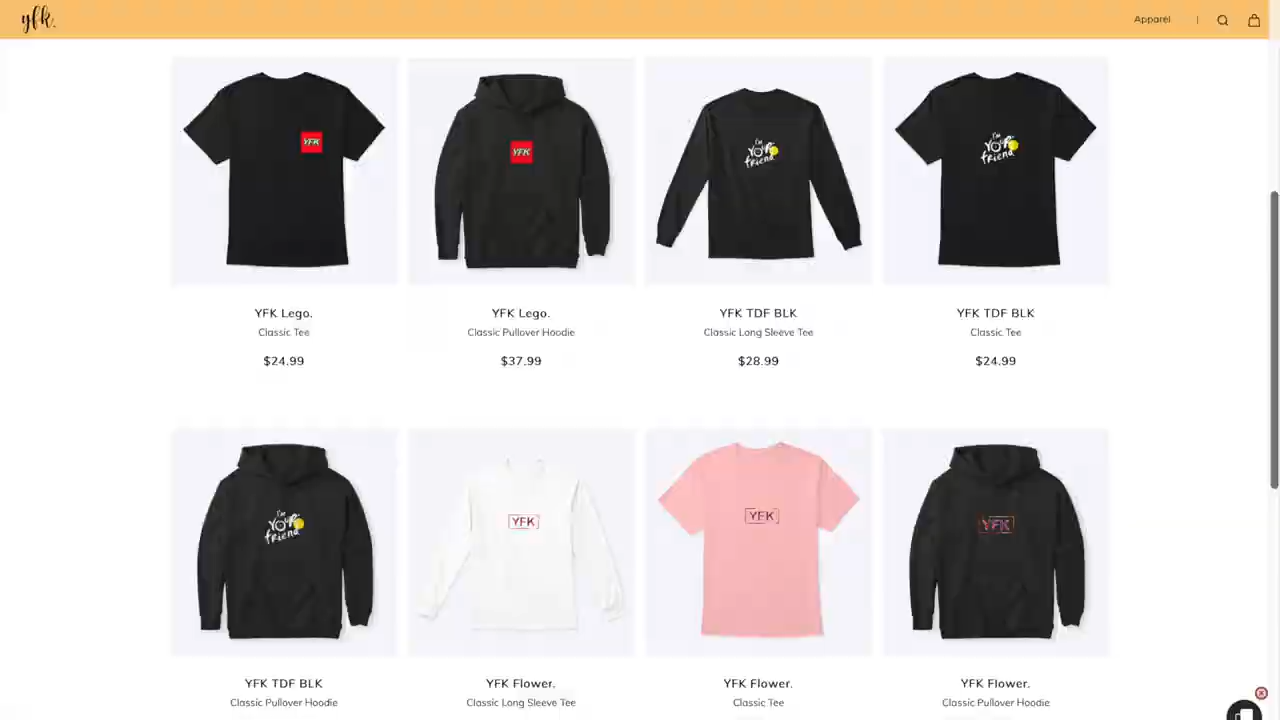 yfk.
Apparel
YFK
YFK
I'm
YOUR
friend
I'm
YOUR
friend
YFK Lego.
Classic Tee
$24.99
YFK Lego.
Classic Pullover Hoodie
$37.99
YFK TDF BLK
Classic Long Sleeve Tee
$28.99
YFK TDF BLK
Classic Tee
$24.99
I'm
YOUR
friend
YFK
YFK
YFK
YFK TDF BLK
Classic Pullover Hoodie
YFK Flower.
Classic Long Sleeve Tee
YFK Flower.
Classic Tee
YFK Flower.
Classic Pullover Hoodie